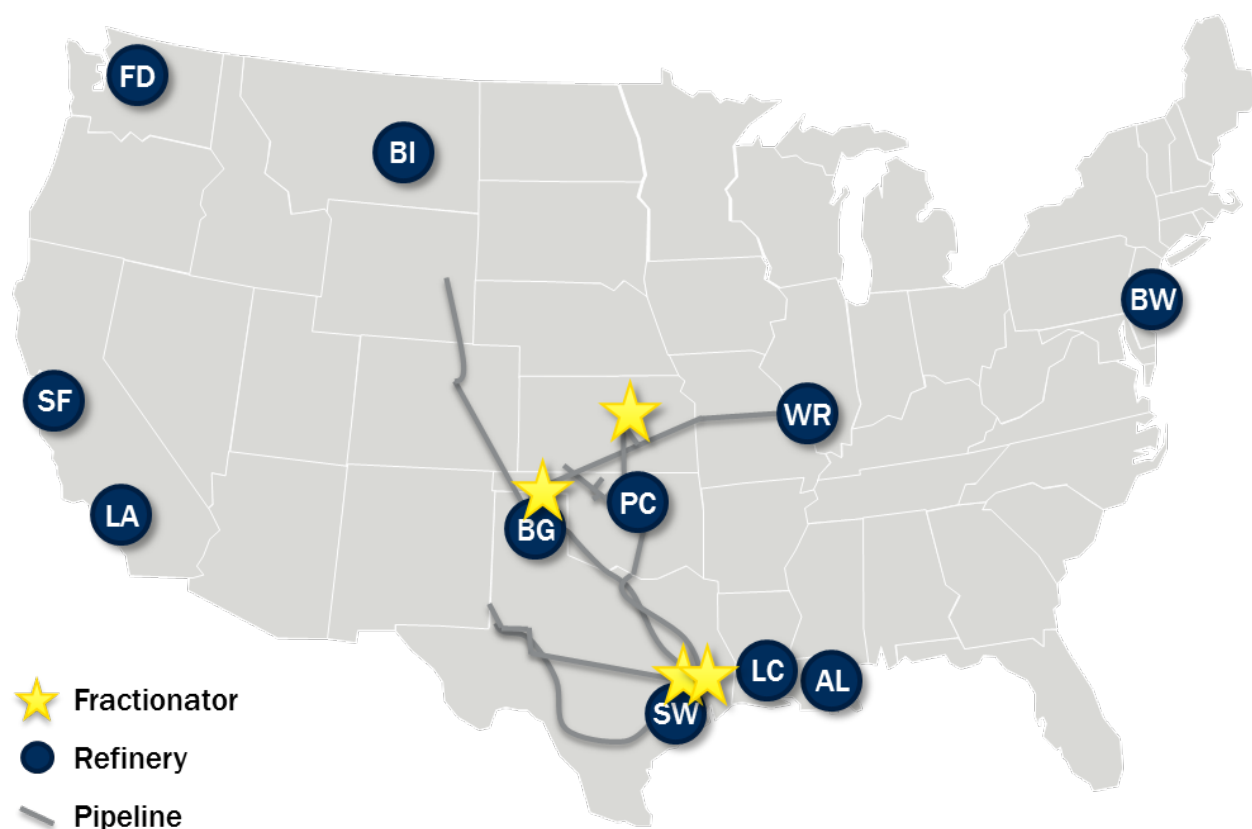 FD
BI
BW
SF
WR
LA
PC
BG
LC
AL
SW
Fractionator
Refinery
Pipeline